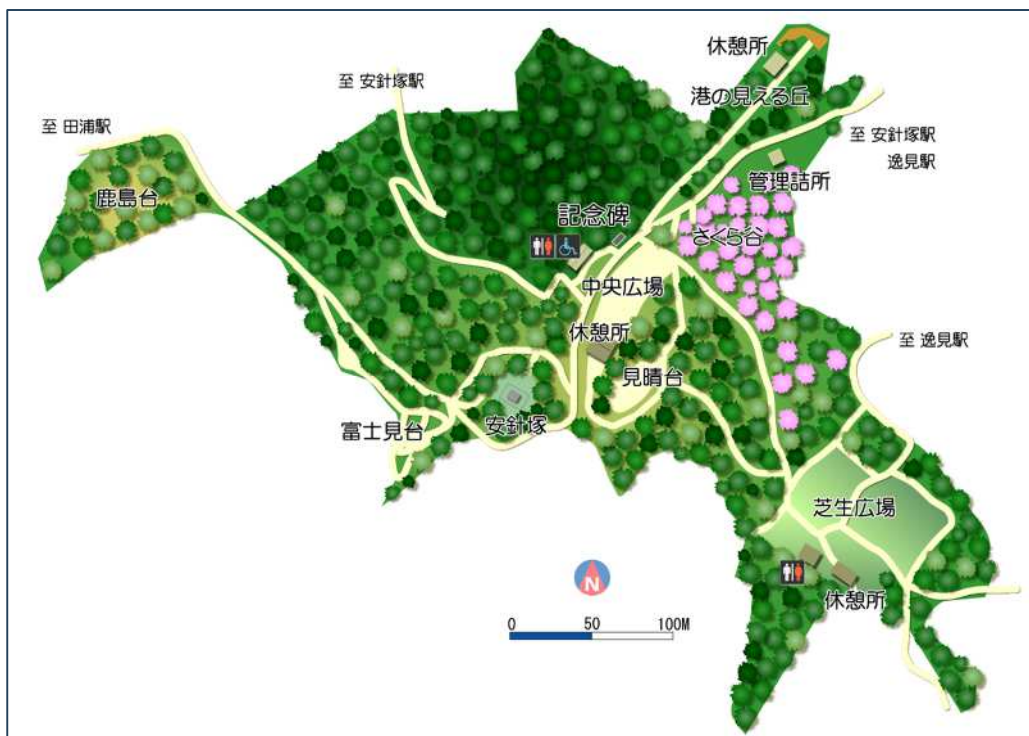 休憩所
至 安針塚駅
港の見える丘
至 田浦駅
至 安針塚駅
逸見駅
管理詰所
鹿島台
記念碑
さくら谷
中央広場
休憩所
至 逸見駅
見晴台
安針塚
富士見台
芝生広場
休憩所
N
0 50 100M